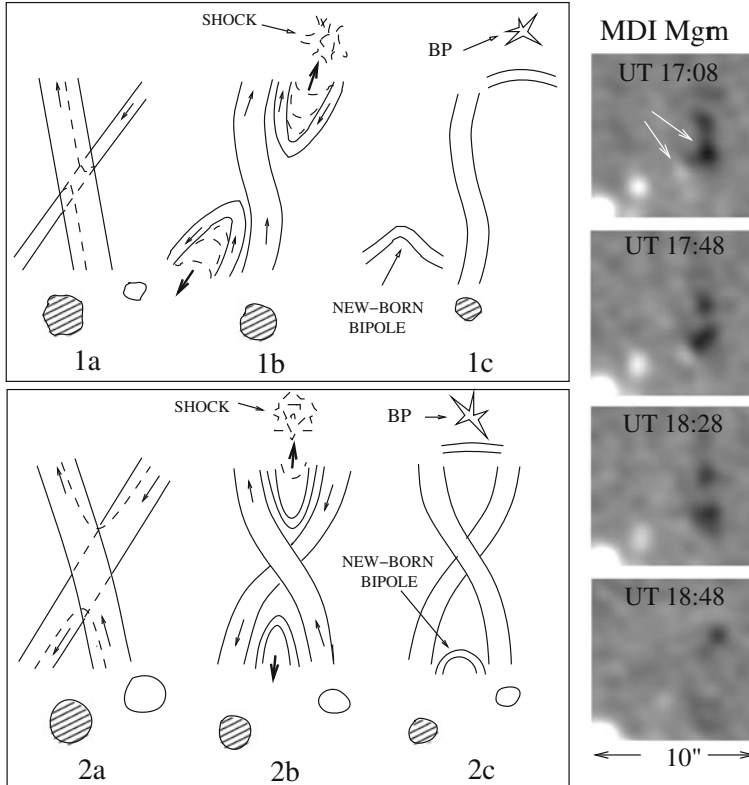 SHOCK
BP
NEW–BORN
BIPOLE
1a
1b
1c
SHOCK
BP
NEW–BORN
BIPOLE
2a
2b
2c
MDI Mgm
UT 17:08
UT 17:48
UT 18:28
UT 18:48
10"